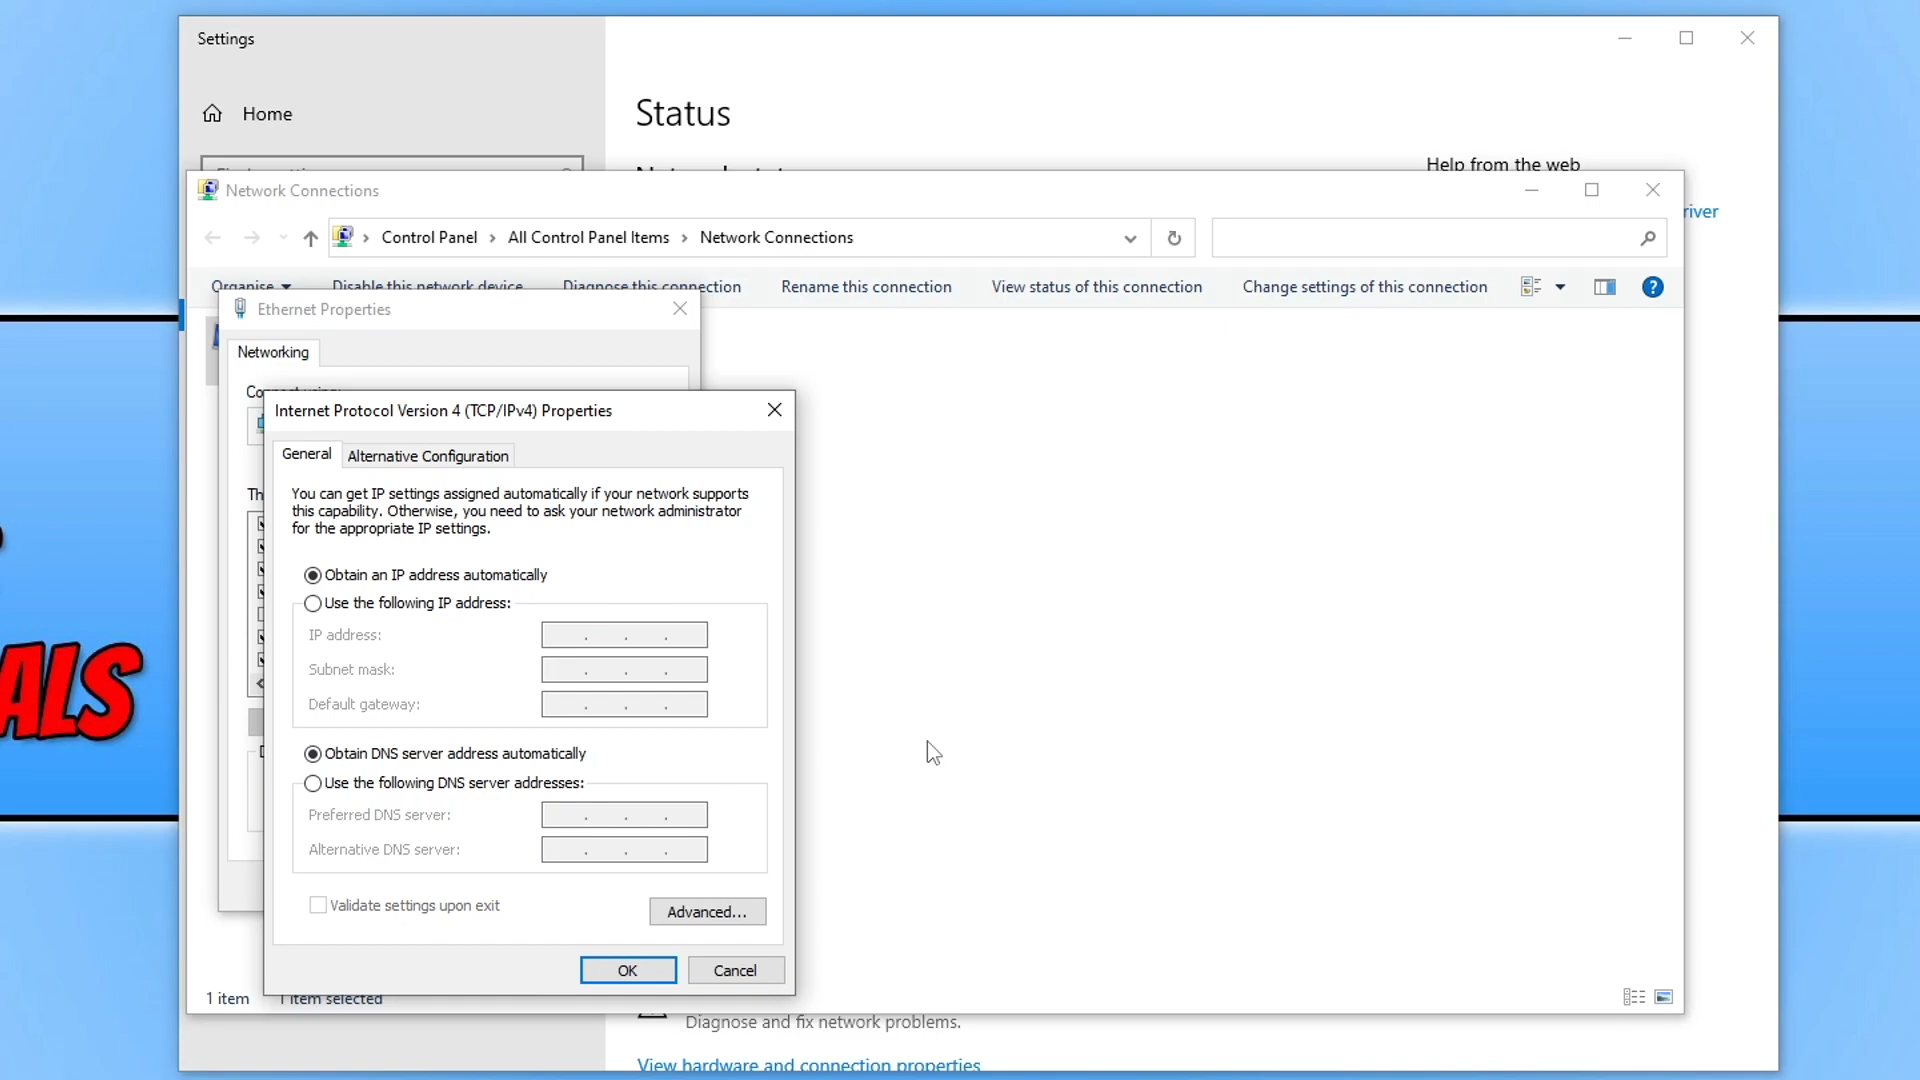 Settings
Home
Status
Help from the web
Network Connections
Control Panel > All Control Panel Items > Network Connections
Organise Disable this network device Diagnose this connection Rename this connection View status of this connection Change settings of this connection
Ethernet Properties
Networking
Internet Protocol Version 4 (TCP/IPv4) Properties
General Alternative Configuration
You can get IP settings assigned automatically if your network supports
this capability. Otherwise, you need to ask your network administrator
for the appropriate IP settings.
Obtain an IP address automatically
Use the following IP address:
IP address:
Subnet mask:
Default gateway:
Obtain DNS server address automatically
Use the following DNS server addresses:
Preferred DNS server:
Alternative DNS server:
Validate settings upon exit
Advanced...
OK Cancel
1 item 1 item selected
Diagnose and fix network problems.
View hardware and connection properties
ALS